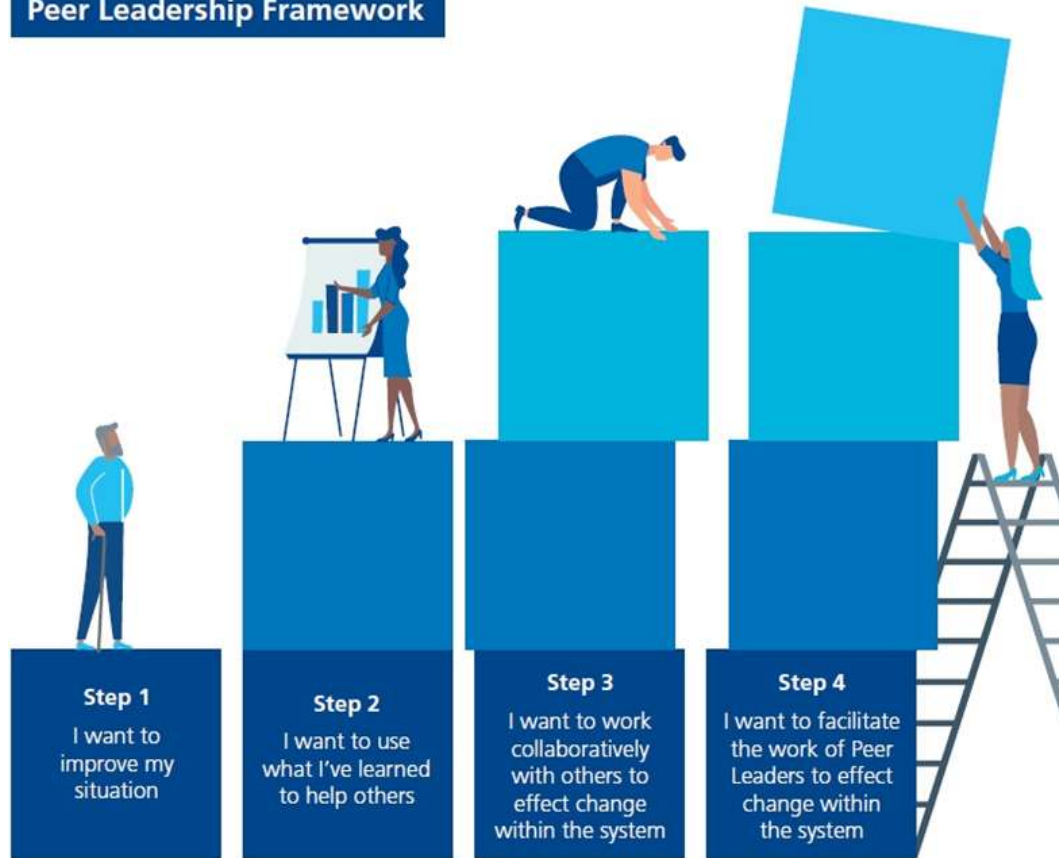 Peer Leadership Framework
Step 1
I want to
improve my
situation
Step 2
I want to use
what I've learned
to help others
Step 3
I want to work
collaboratively
with others to
effect change
within the system
Step 4
I want to facilitate
the work of Peer
Leaders to effect
change within
the system